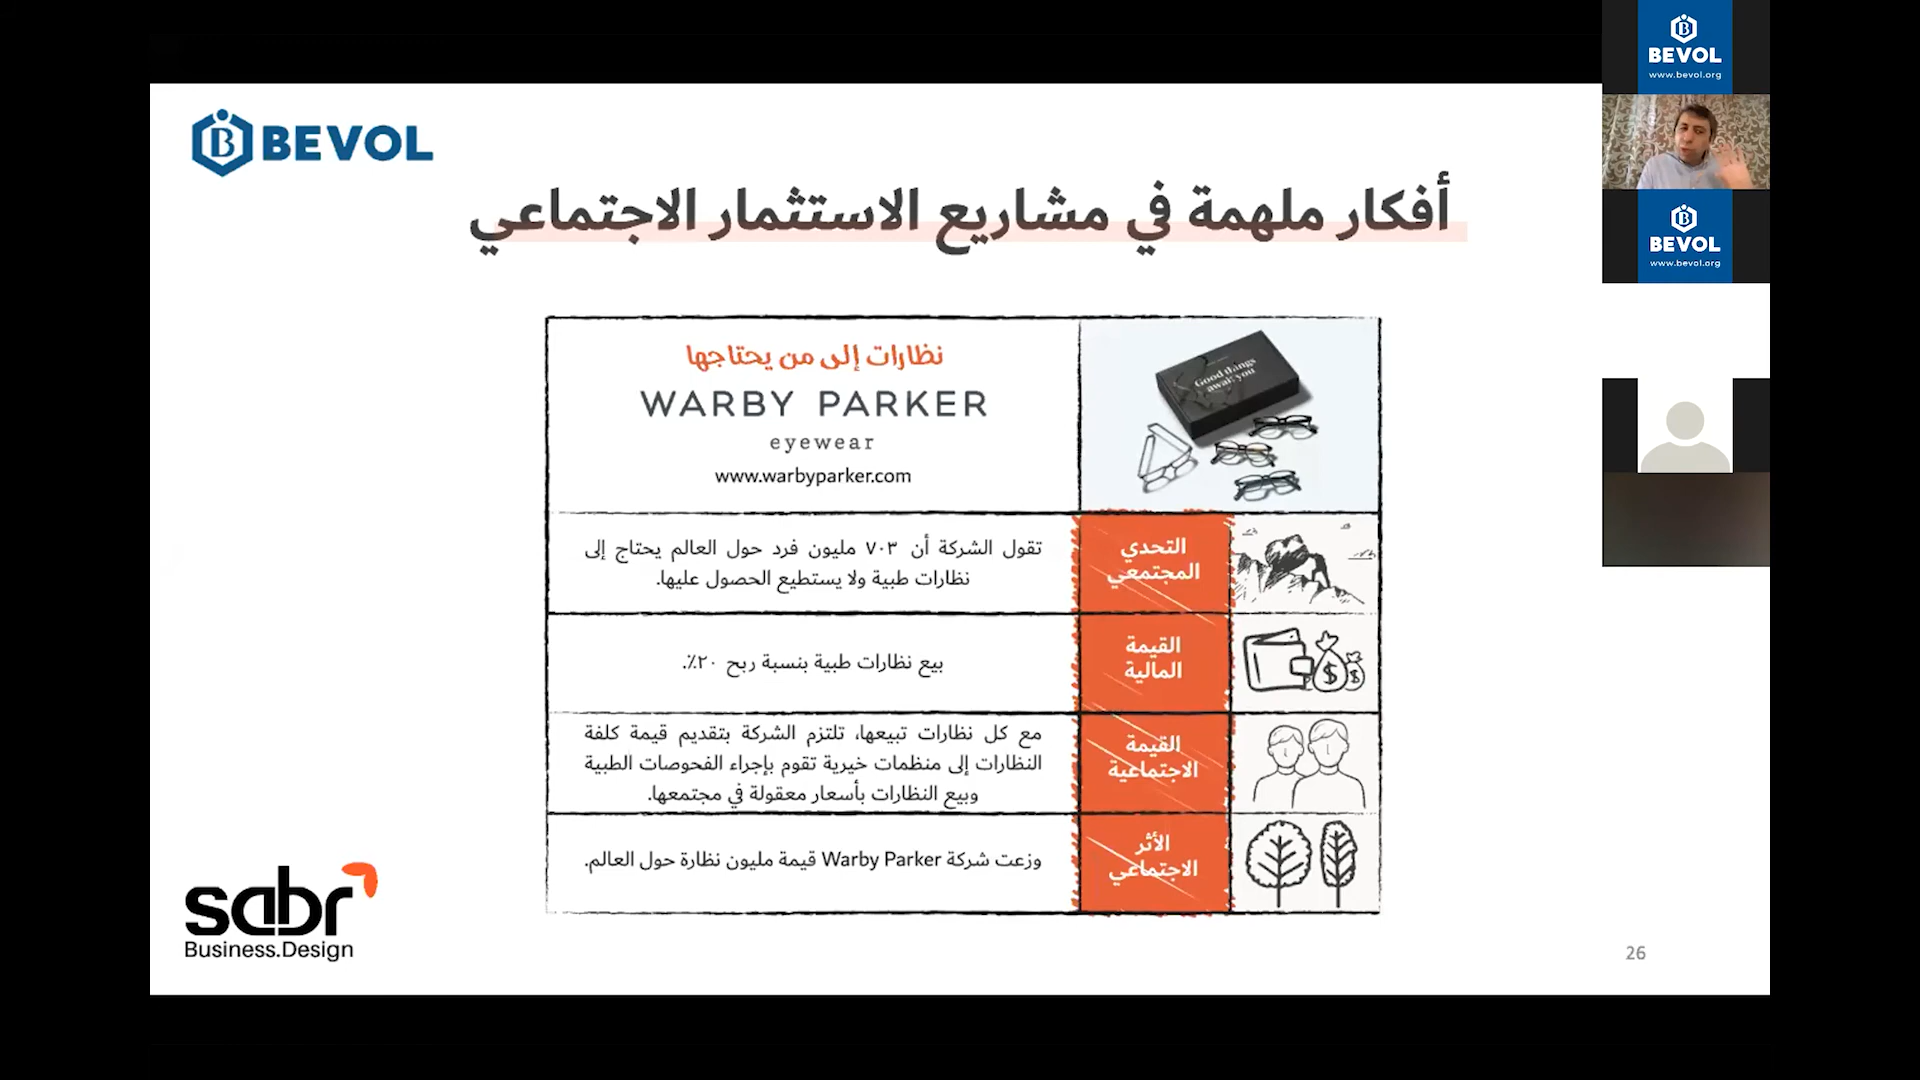 BEVOL
أفكار ملهمة في مشاريع الاستثمار الاجتماعي
Good things
await you
نظارات إلى من يحتاجها
WARBY PARKER
eyewear
www.warbyparker.com
التحدي
المجتمعي
تقول الشركة أن ٧٠٣ مليون فرد حول العالم يحتاج إلى
نظارات طبية ولا يستطيع الحصول عليها.
القيمة
المالية
بيع نظارات طبية بنسبة ربح ٢٠٪.
القيمة
الاجتماعية
مع كل نظارات تبيعها، تلتزم الشركة بتقديم قيمة كلفة
النظارات إلى منظمات خيرية تقوم بإجراء الفحوصات الطبية
وبيع النظارات بأسعار معقولة في مجتمعها.
الأثر
الاجتماعي
وزعت شركة Warby Parker قيمة مليون نظارة حول العالم.
sabr
Business.Design
26
BEVOL
www.bevol.org
BEVOL
www.bevol.org